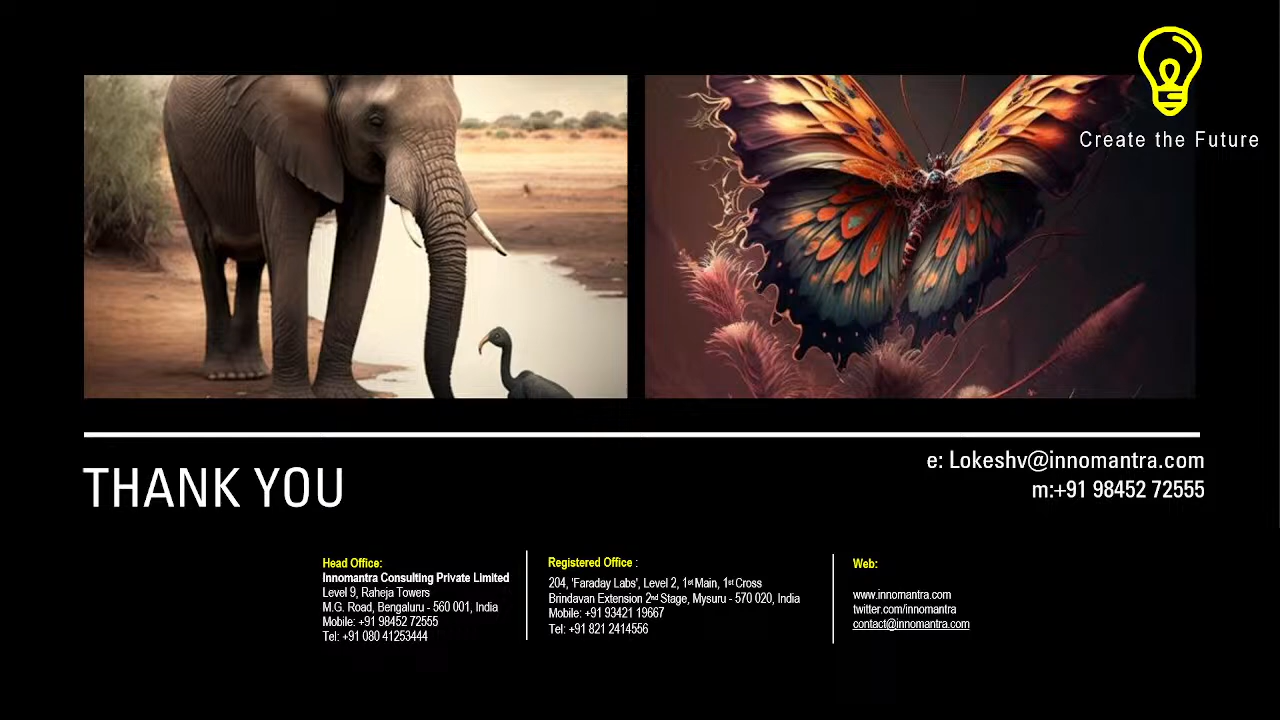 Create the Future
THANK YOU
e: Lokeshv@innomantra.com
m:+91 98452 72555
Head Office:
Innomantra Consulting Private Limited
Level 9, Raheja Towers
M.G. Road, Bengaluru - 560 001, India
Mobile: +91 98452 72555
Tel: +91 080 41253444
Registered Office :
204, 'Faraday Labs', Level 2, 1st Main, 1st Cross
Brindavan Extension 2nd Stage, Mysuru - 570 020, India
Mobile: +91 93421 19667
Tel: +91 821 2414556
Web:
www.innomantra.com
twitter.com/innomantra
contact@innomantra.com